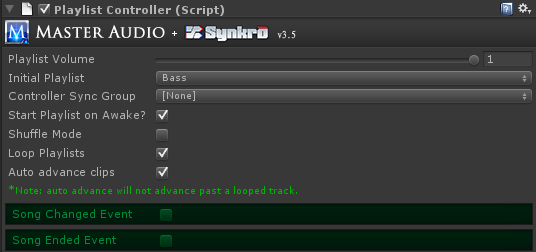 Playlist Controller (Script)
MASTER AUDIO + Synkro v3.5
Playlist Volume 1
Initial Playlist Bass
Controller Sync Group [None]
Start Playlist on Awake?
Shuffle Mode
Loop Playlists
Auto advance clips
*Note: auto advance will not advance past a looped track.
Song Changed Event
Song Ended Event